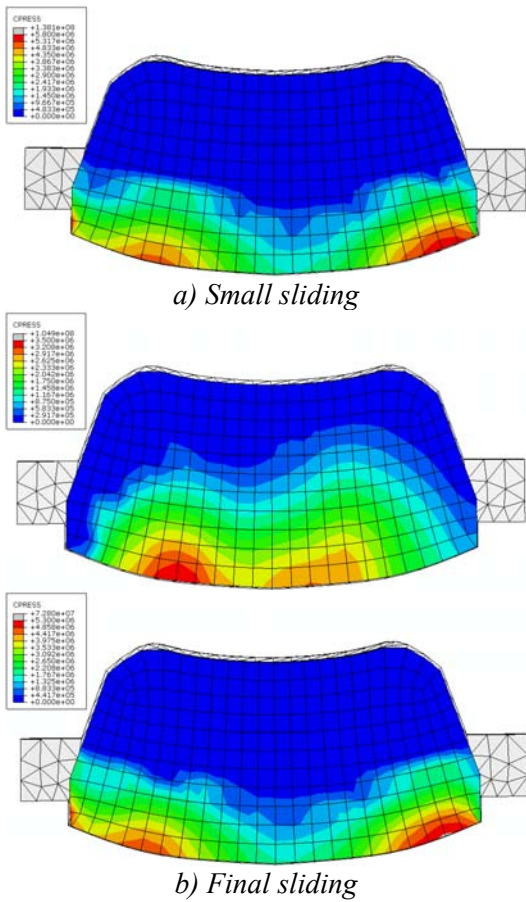 CPRESS
+1.381e+08
+5.800e+06
+5.317e+06
+4.833e+06
+4.350e+06
+3.867e+06
+3.383e+06
+2.900e+06
+2.417e+06
+1.933e+06
+1.450e+06
+9.667e+05
+4.833e+05
+0.000e+00
a) Small sliding
CPRESS
+1.049e+08
+3.500e+06
+3.208e+06
+2.917e+06
+2.625e+06
+2.333e+06
+2.042e+06
+1.750e+06
+1.458e+06
+1.167e+06
+8.750e+05
+5.833e+05
+2.917e+05
+0.000e+00
CPRESS
+7.280e+07
+5.300e+06
+4.858e+06
+4.417e+06
+3.975e+06
+3.533e+06
+3.092e+06
+2.650e+06
+2.208e+06
+1.767e+06
+1.325e+06
+8.833e+05
+4.417e+05
+0.000e+00
b) Final sliding